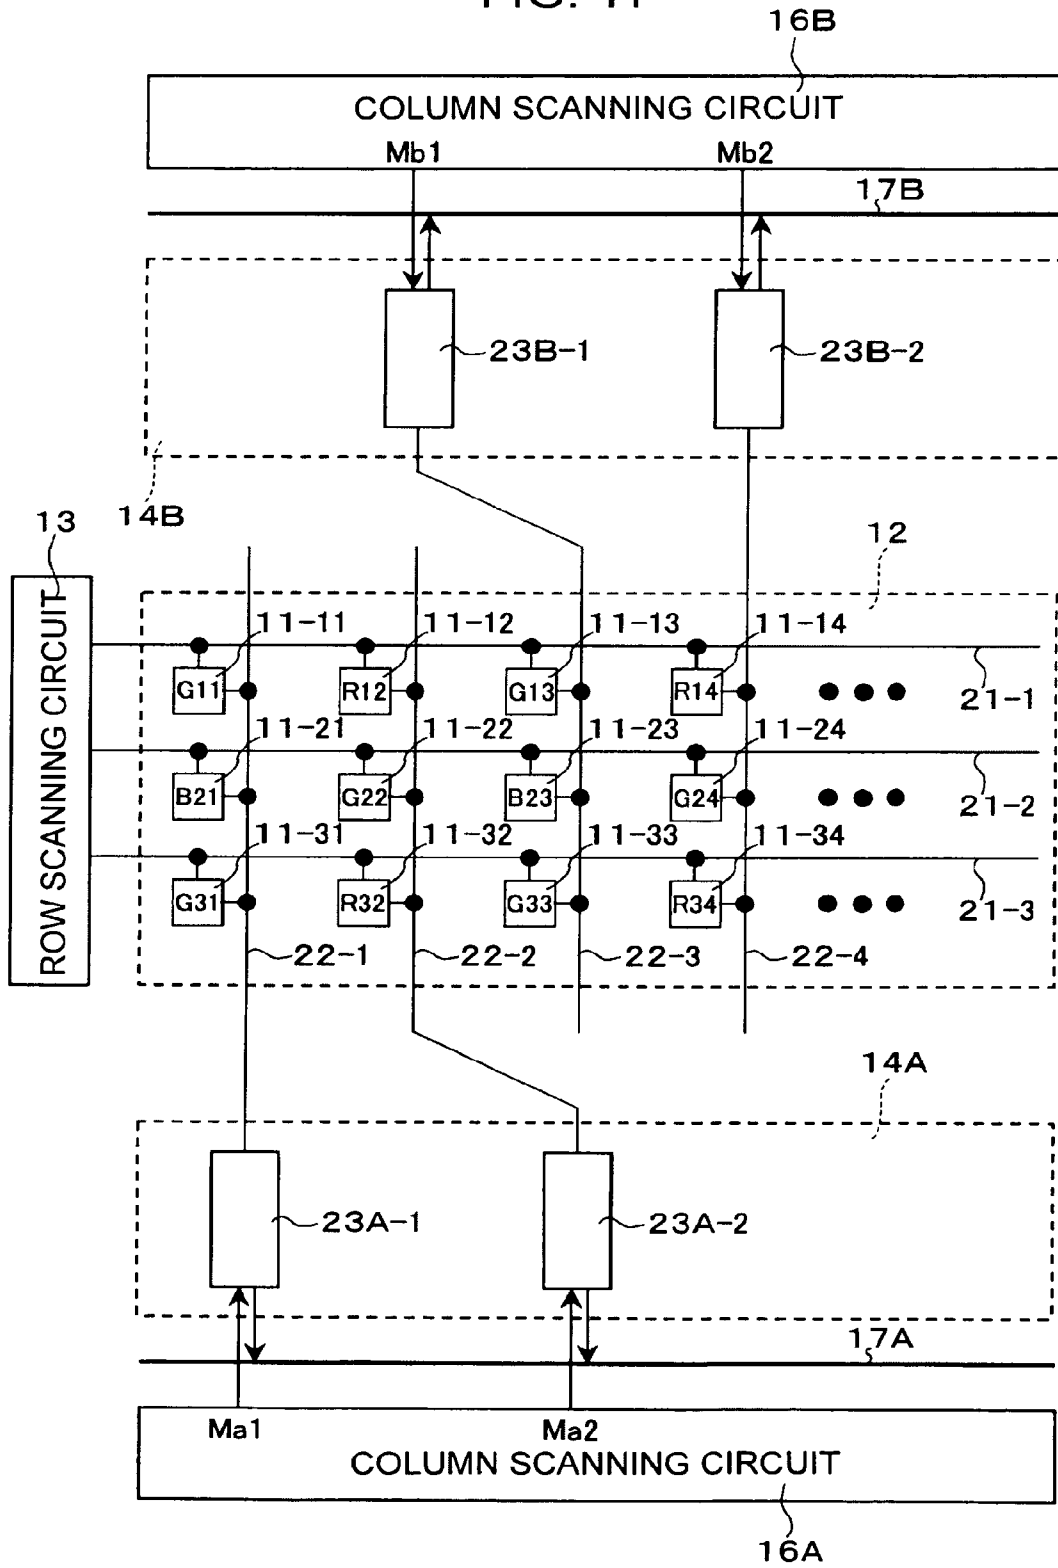 16B
COLUMN SCANNING CIRCUIT
Mb1 Mb2
17B
23B-1 23B-2
14B
13 12
ROW SCANNING CIRCUIT
11-11 11-12 11-13 11-14
G11 R12 G13 R14
21-1
11-21 11-22 11-23 11-24
B21 G22 B23 G24
21-2
11-31 11-32 11-33 11-34
G31 R32 G33 R34
21-3
22-1 22-2 22-3 22-4
14A
23A-1 23A-2
17A
Ma1 Ma2
COLUMN SCANNING CIRCUIT
16A